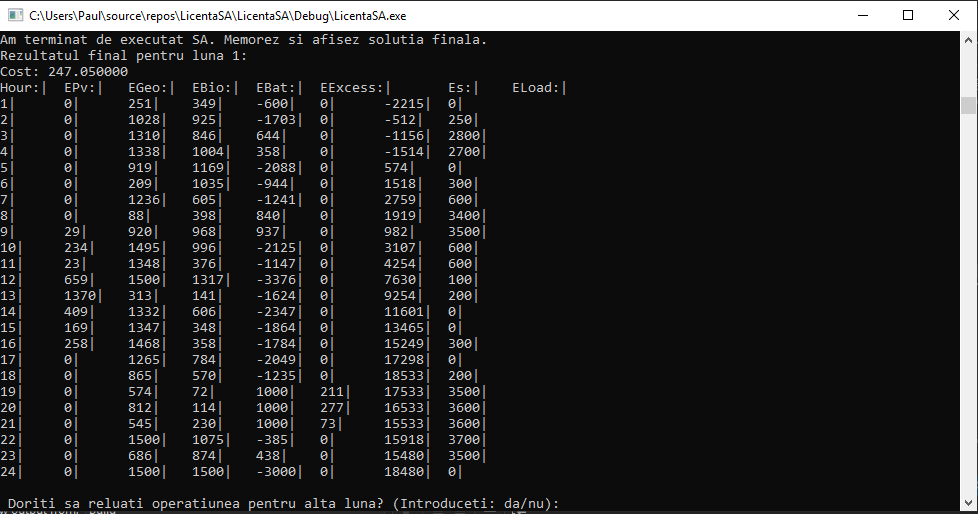 C:\Users\Paul\source\repos\LicentaSA\LicentaSA\Debug\LicentaSA.exe
Am terminat de executat SA. Memorez si afisez solutia finala.
Rezultatul final pentru luna 1:
Cost: 247.050000
Hour:| EPv:| EGeo:| EBio:| EBat:| EExcess:| Es:| ELoad:|
1| 0| 251| 349| -600| 0| -2215| 0|
2| 0| 1028| 925| -1703| 0| -512| 250|
3| 0| 1310| 846| 644| 0| -1156| 2800|
4| 0| 1338| 1004| 358| 0| -1514| 2700|
5| 0| 919| 1169| -2088| 0| 574| 0|
6| 0| 209| 1035| -944| 0| 1518| 300|
7| 0| 1236| 605| -1241| 0| 2759| 600|
8| 0| 88| 398| 840| 0| 1919| 3400|
9| 29| 920| 968| 937| 0| 982| 3500|
10| 234| 1495| 996| -2125| 0| 3107| 600|
11| 23| 1348| 376| -1147| 0| 4254| 600|
12| 659| 1500| 1317| -3376| 0| 7630| 100|
13| 1370| 313| 141| -1624| 0| 9254| 200|
14| 409| 1332| 606| -2347| 0| 11601| 0|
15| 169| 1347| 348| -1864| 0| 13465| 0|
16| 258| 1468| 358| -1784| 0| 15249| 300|
17| 0| 1265| 784| -2049| 0| 17298| 0|
18| 0| 865| 570| -1235| 0| 18533| 200|
19| 0| 574| 72| 1000| 211| 17533| 3500|
20| 0| 812| 114| 1000| 277| 16533| 3600|
21| 0| 545| 230| 1000| 73| 15533| 3600|
22| 0| 1500| 1075| -385| 0| 15918| 3700|
23| 0| 686| 874| 438| 0| 15480| 3500|
24| 0| 1500| 1500| -3000| 0| 18480| 0|
Doriti sa reluati operatiunea pentru alta luna? (Introduceti: da/nu):